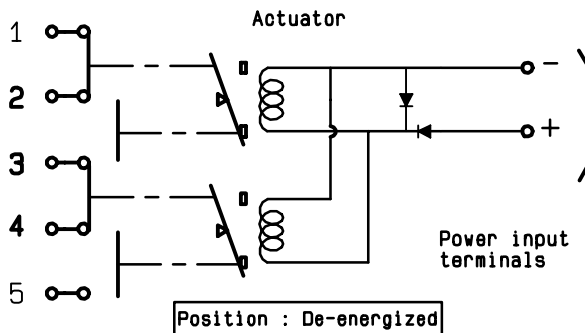 Actuator
1
2
3
4
5
-
+
Power input
terminals
Position : De-energized